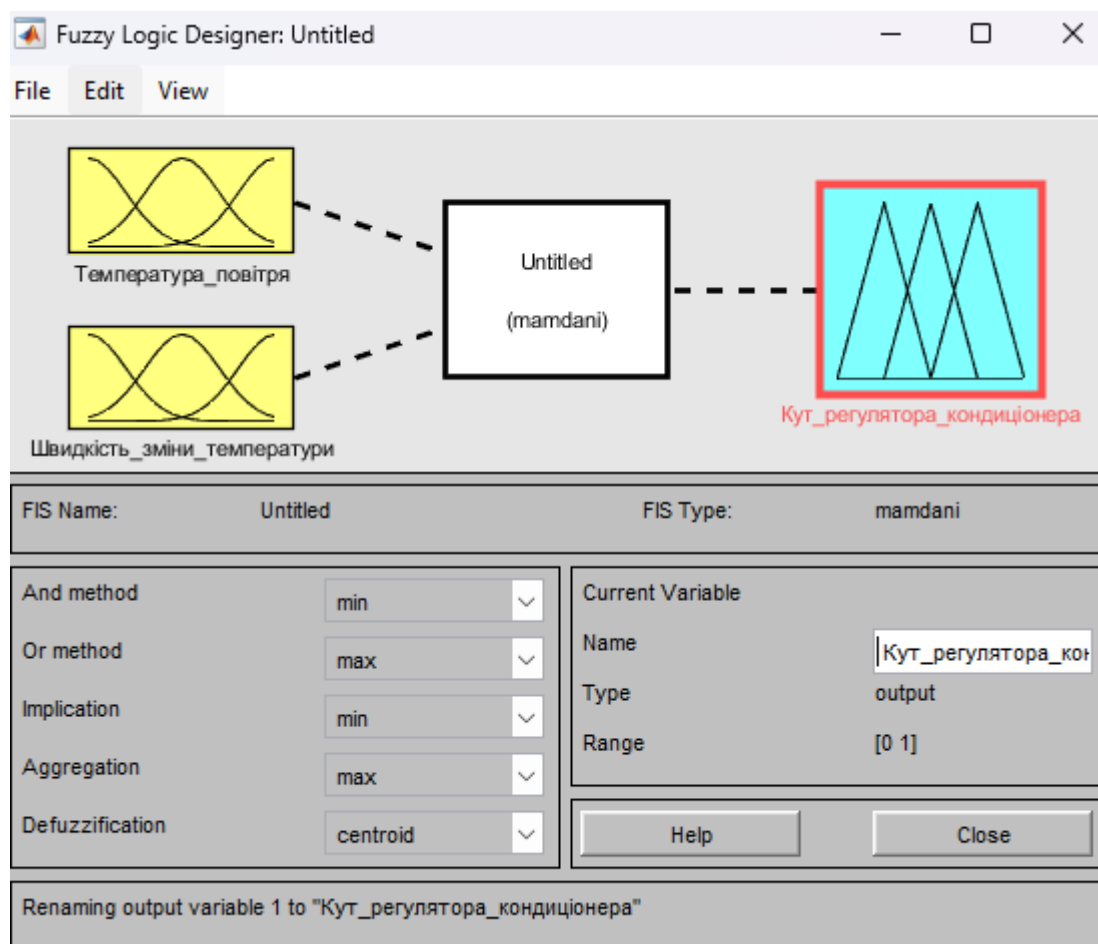 Fuzzy Logic Designer: Untitled
File Edit View
Температура_повітря
Untitled
(mamdani)
Кут_регулятора_кондиціонера
Швидкість_зміни_температури
FIS Name: Untitled FIS Type: mamdani
And method min
Or method max
Implication min
Aggregation max
Defuzzification centroid
Current Variable
Name Кут_регулятора_кон
Type output
Range [0 1]
Help Close
Renaming output variable 1 to "Кут_регулятора_кондиціонера"